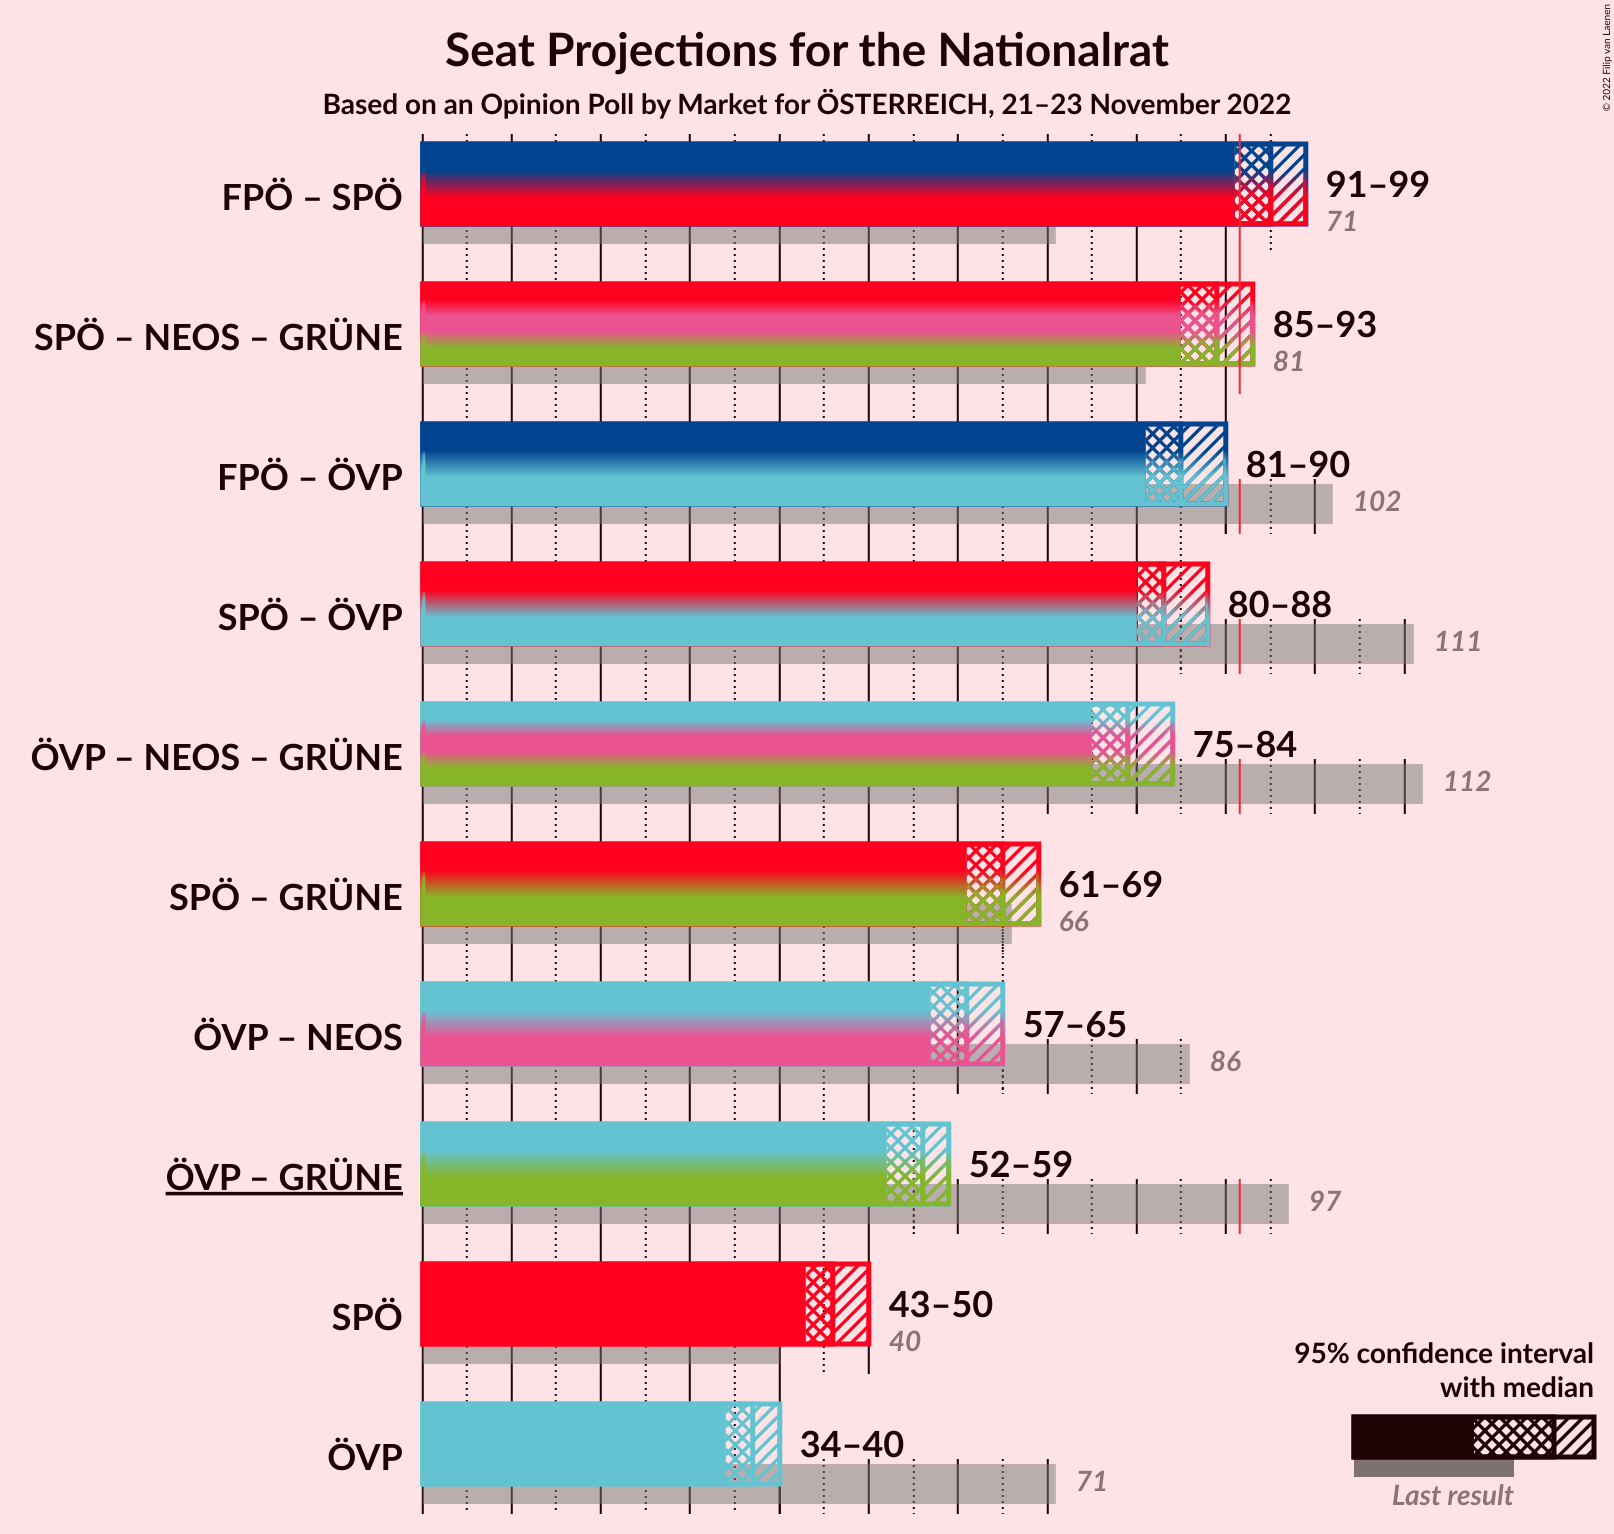 Seat Projections for the Nationalrat
Based on an Opinion Poll by Market for ÖSTERREICH, 21–23 November 2022
© 2022 Filip van Laenen
FPÖ – SPÖ
91–99
71
SPÖ – NEOS – GRÜNE
85–93
81
FPÖ – ÖVP
81–90
102
SPÖ – ÖVP
80–88
111
ÖVP – NEOS – GRÜNE
75–84
112
SPÖ – GRÜNE
61–69
66
ÖVP – NEOS
57–65
86
ÖVP – GRÜNE
52–59
97
SPÖ
43–50
40
ÖVP
34–40
71
95% confidence interval
with median
Last result